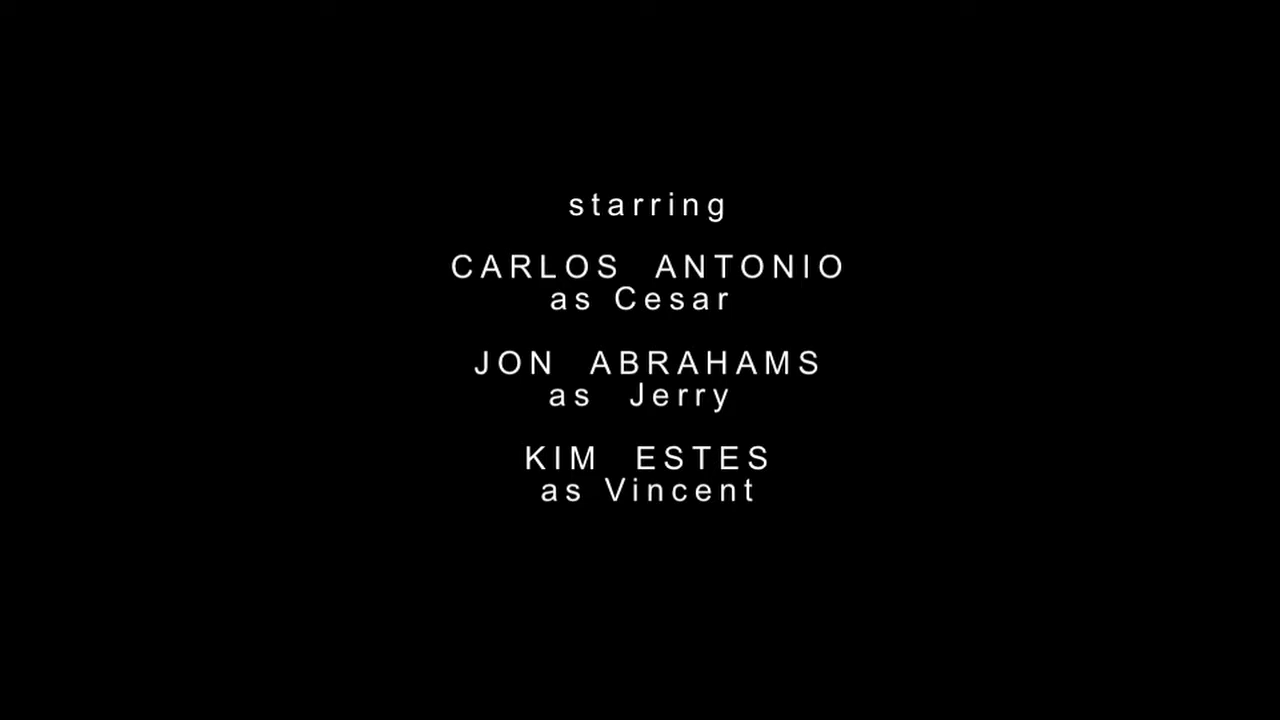 starring
CARLOS ANTONIO
as Cesar
JON ABRAHAMS
as Jerry
KIM ESTES
as Vincent